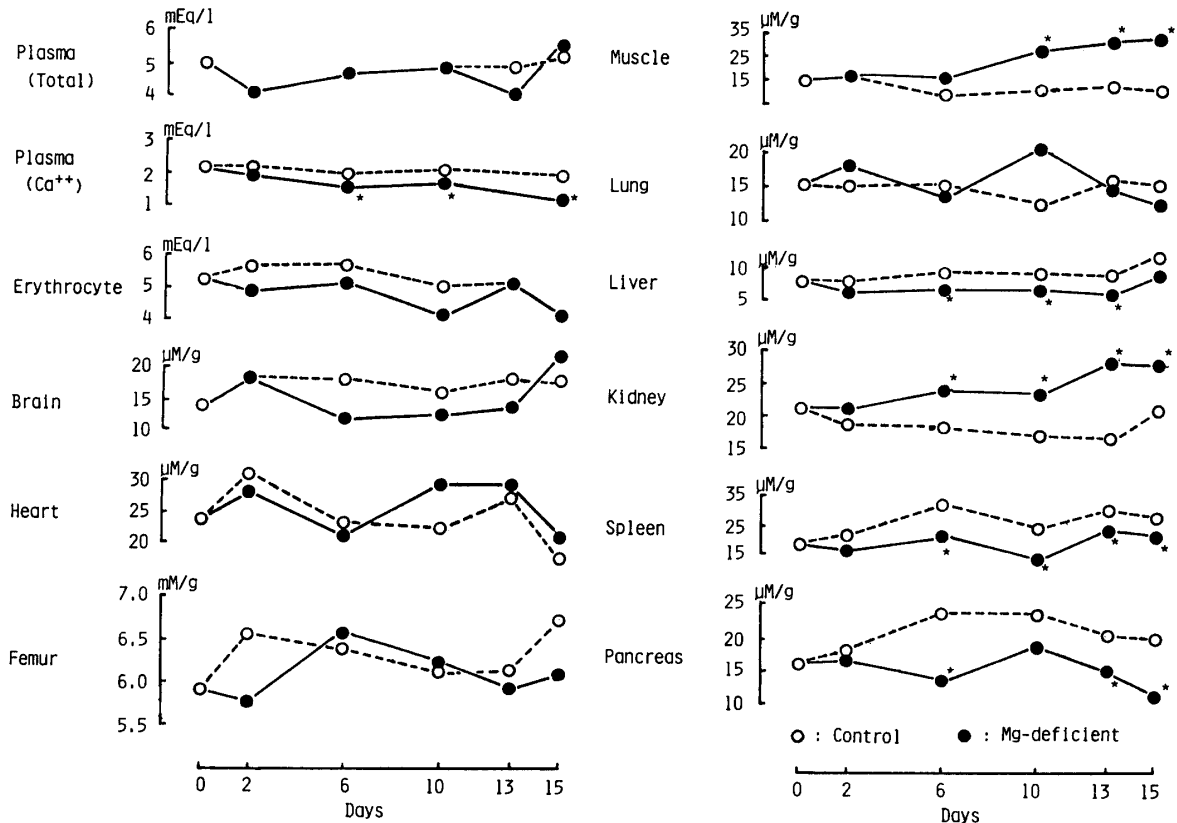 mEq/l
6
Plasma
5
(Total)
4
mEq/l
3
Plasma
2
(Ca++)
1
*
*
*
mEq/l
6
Erythrocyte
5
4
µM/g
20
Brain
15
10
µM/g
30
Heart
25
20
mM/g
7.0
6.5
Femur
6.0
5.5
0 2 6 10 13 15
Days
µM/g
35
Muscle
25
15
*
*
*
µM/g
20
Lung
15
10
µM/g
Liver
10
5
*
*
*
µM/g
30
25
Kidney
20
15
*
*
*
*
µM/g
35
Spleen
25
15
*
*
*
*
µM/g
25
20
Pancreas
15
10
*
*
*
O : Control ● : Mg-deficient
0 2 6 10 13 15
Days